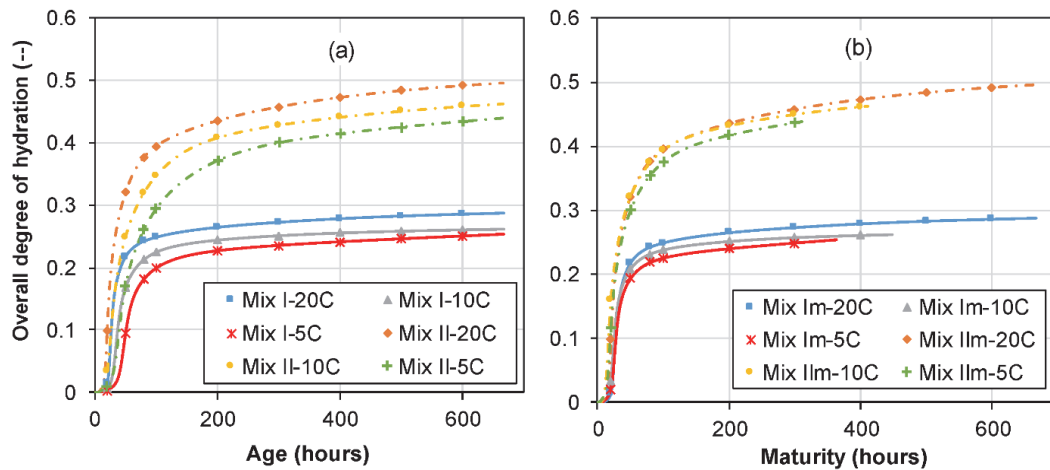 (a)
Overall degree of hydration (--)
0.6
0.5
0.4
0.3
0.2
0.1
0
Mix I-20C
Mix I-10C
Mix I-5C
Mix II-20C
Mix II-10C
Mix II-5C
0 200 400 600
Age (hours)
(b)
0.6
0.5
0.4
0.3
0.2
0.1
0
Mix Im-20C
Mix Im-10C
Mix Im-5C
Mix IIm-20C
Mix IIm-10C
Mix IIm-5C
0 200 400 600
Maturity (hours)